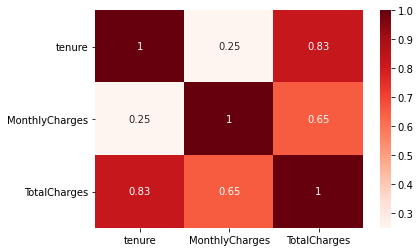 tenure 1 0.25 0.83
MonthlyCharges 0.25 1 0.65
TotalCharges 0.83 0.65 1
tenure MonthlyCharges TotalCharges
1.0
0.9
0.8
0.7
0.6
0.5
0.4
0.3